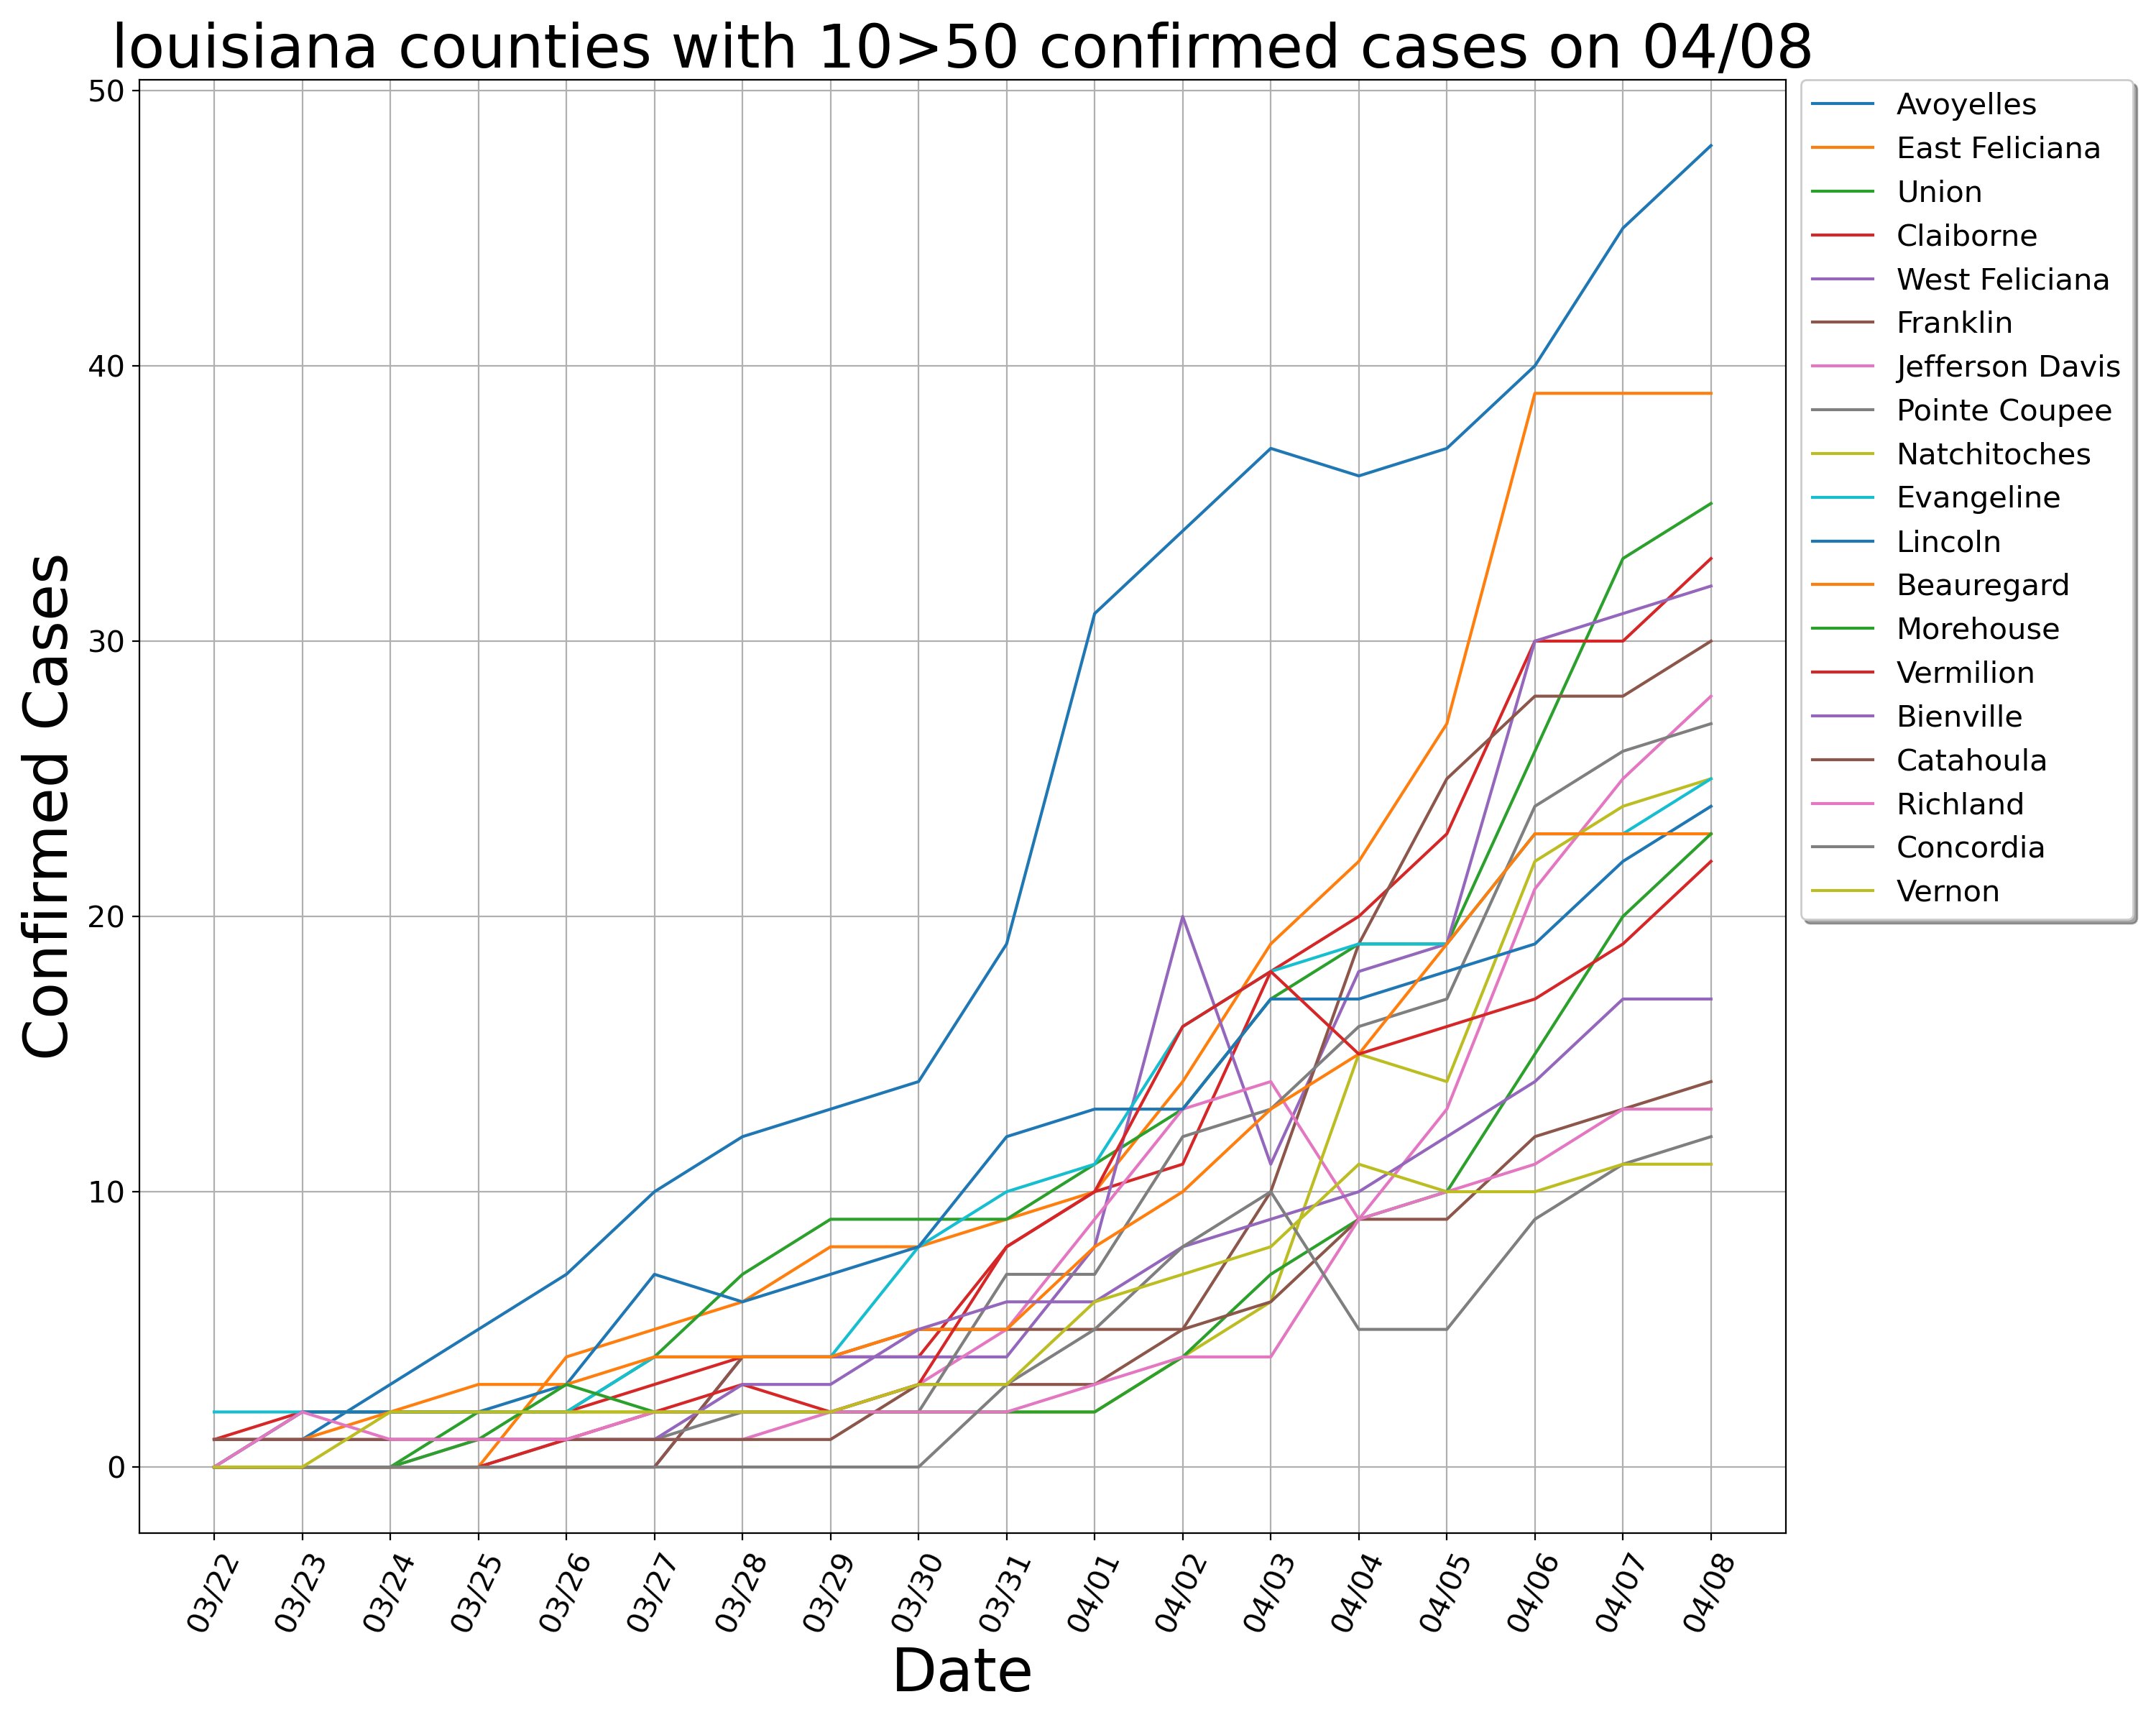 louisiana counties with 10>50 confirmed cases on 04/08
Confirmed Cases
50
40
30
20
10
0
03/22
03/23
03/24
03/25
03/26
03/27
03/28
03/29
03/30
03/31
04/01
04/02
04/03
04/04
04/05
04/06
04/07
04/08
Date
Avoyelles
East Feliciana
Union
Claiborne
West Feliciana
Franklin
Jefferson Davis
Pointe Coupee
Natchitoches
Evangeline
Lincoln
Beauregard
Morehouse
Vermilion
Bienville
Catahoula
Richland
Concordia
Vernon